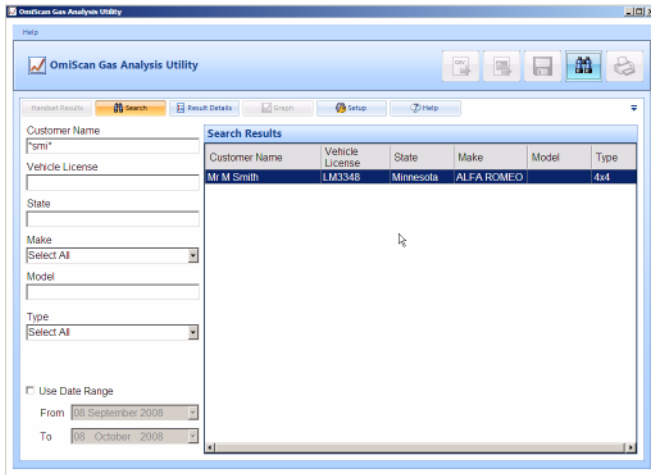 OmiScan Gas Analysis Utility
Help
OmiScan Gas Analysis Utility
Handset Results Search Result Details Graph Setup Help
Customer Name
*smi*
Vehicle License
State
Make
Select All
Model
Type
Select All
Use Date Range
From 08 September 2008
To 08 October 2008
Search Results
Customer Name Vehicle License State Make Model Type
Mr M Smith LM3348 Minnesota ALFA ROMEO 4x4